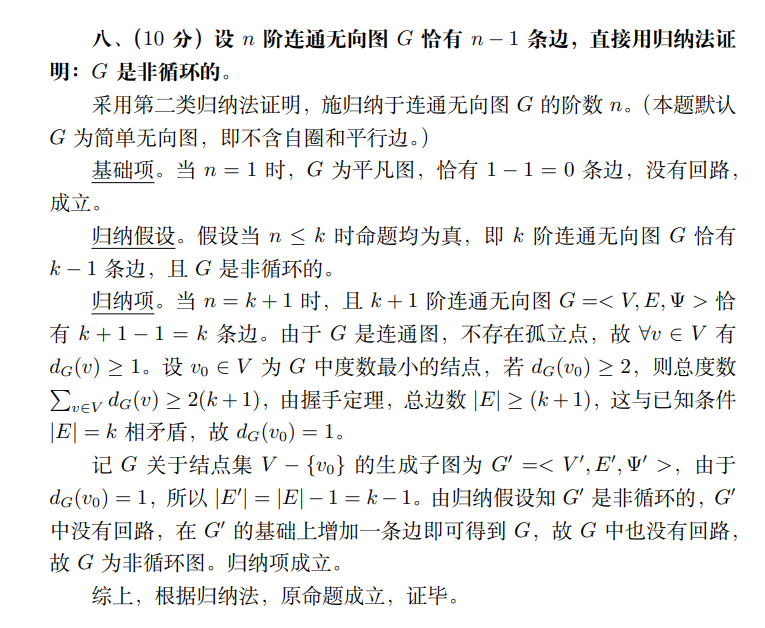 八、（10 分）设 n 阶连通无向图 G 恰有 n − 1 条边，直接用归纳法证
明：G 是非循环的。
采用第二类归纳法证明，施归纳于连通无向图 G 的阶数 n。（本题默认
G 为简单无向图，即不含自圈和平行边。）
基础项。当 n = 1 时，G 为平凡图，恰有 1 − 1 = 0 条边，没有回路，
成立。
归纳假设。假设当 n ≤ k 时命题均为真，即 k 阶连通无向图 G 恰有
k − 1 条边，且 G 是非循环的。
归纳项。当 n = k + 1 时，且 k + 1 阶连通无向图 G =< V, E, Ψ > 恰
有 k + 1 − 1 = k 条边。由于 G 是连通图，不存在孤立点，故 ∀v ∈ V 有
d_G(v) ≥ 1。设 v_0 ∈ V 为 G 中度数最小的结点，若 d_G(v_0) ≥ 2，则总度数
∑_{v∈V} d_G(v) ≥ 2(k + 1)，由握手定理，总边数 |E| ≥ (k + 1)，这与已知条件
|E| = k 相矛盾，故 d_G(v_0) = 1。
记 G 关于结点集 V − {v_0} 的生成子图为 G′ =< V′, E′, Ψ′ >，由于
d_G(v_0) = 1，所以 |E′| = |E| − 1 = k − 1。由归纳假设知 G′ 是非循环的，G′
中没有回路，在 G′ 的基础上增加一条边即可得到 G，故 G 中也没有回路，
故 G 为非循环图。归纳项成立。
综上，根据归纳法，原命题成立，证毕。